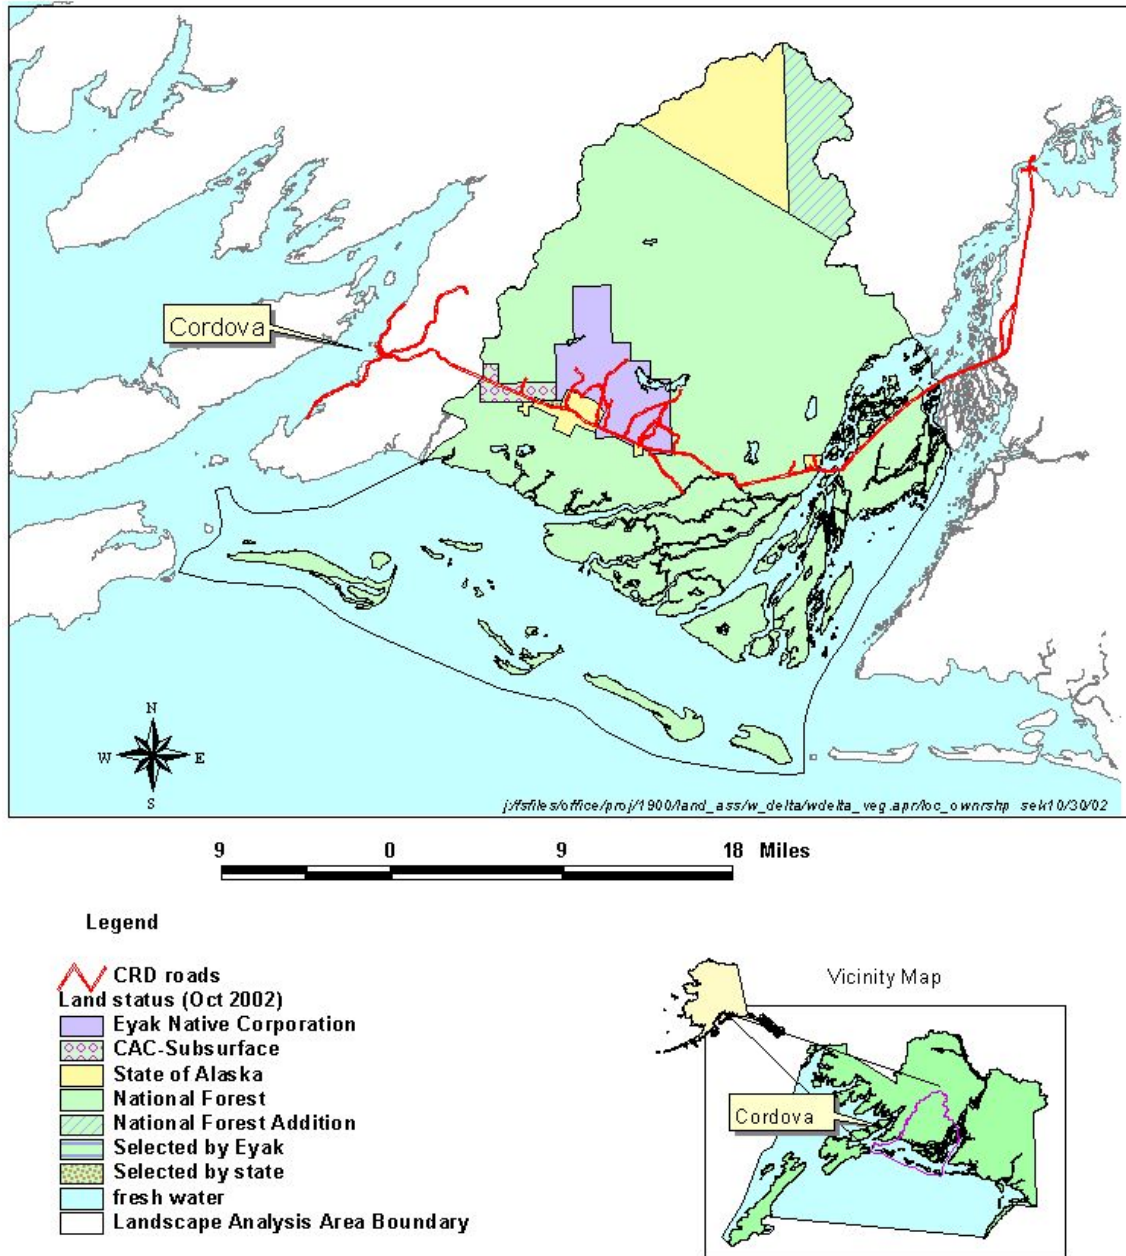 Cordova
N
W E
S
j:/fsfiles/office/proj/1900/land_ass/w_delta/wdelta_veg.apr/loc_ownrshp sek10/30/02
9 0 9 18 Miles
Legend
CRD roads
Land status (Oct 2002)
Eyak Native Corporation
CAC-Subsurface
State of Alaska
National Forest
National Forest Addition
Selected by Eyak
Selected by state
fresh water
Landscape Analysis Area Boundary
Vicinity Map
Cordova